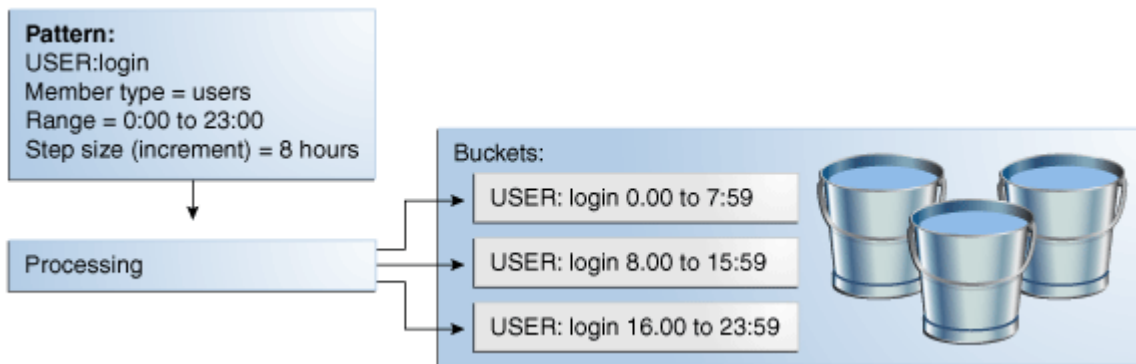 Pattern:
USER:login
Member type = users
Range = 0:00 to 23:00
Step size (increment) = 8 hours
Processing
Buckets:
USER: login 0.00 to 7:59
USER: login 8.00 to 15:59
USER: login 16.00 to 23:59